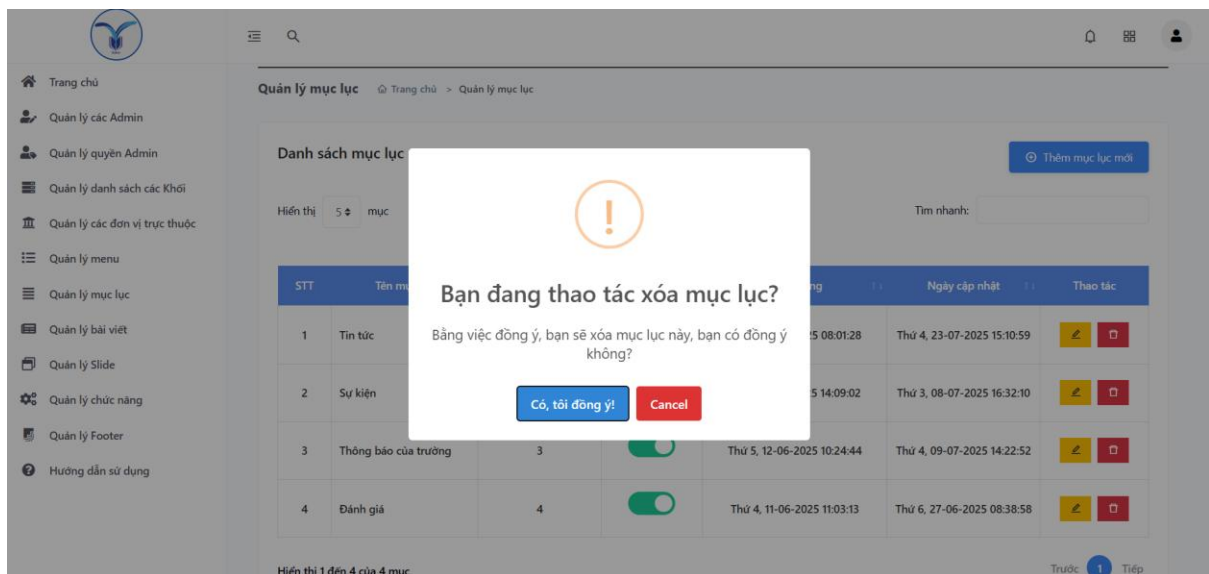 Trang chủ
Quản lý các Admin
Quản lý quyền Admin
Quản lý danh sách các Khối
Quản lý các đơn vị trực thuộc
Quản lý menu
Quản lý mục lục
Quản lý bài viết
Quản lý Slide
Quản lý chức năng
Quản lý Footer
Hướng dẫn sử dụng
Quản lý mục lục Trang chủ > Quản lý mục lục
Danh sách mục lục Thêm mục lục mới
Hiển thị 5 mục Tìm nhanh:
STT Tên Ngày cập nhật Thao tác
1 Tin tức 08:01:28 Thứ 4, 23-07-2025 15:10:59
2 Sự kiện 14:09:02 Thứ 3, 08-07-2025 16:32:10
3 Thông báo của trường 3 Thứ 5, 12-06-2025 10:24:44 Thứ 4, 09-07-2025 14:22:52
4 Đánh giá 4 Thứ 4, 11-06-2025 11:03:13 Thứ 6, 27-06-2025 08:38:58
Hiển thị 1 đến 4 của 4 mục Trước 1 Tiếp
!
Bạn đang thao tác xóa mục lục?
Bằng việc đồng ý, bạn sẽ xóa mục lục này, bạn có đồng ý
không?
Có, tôi đồng ý! Cancel